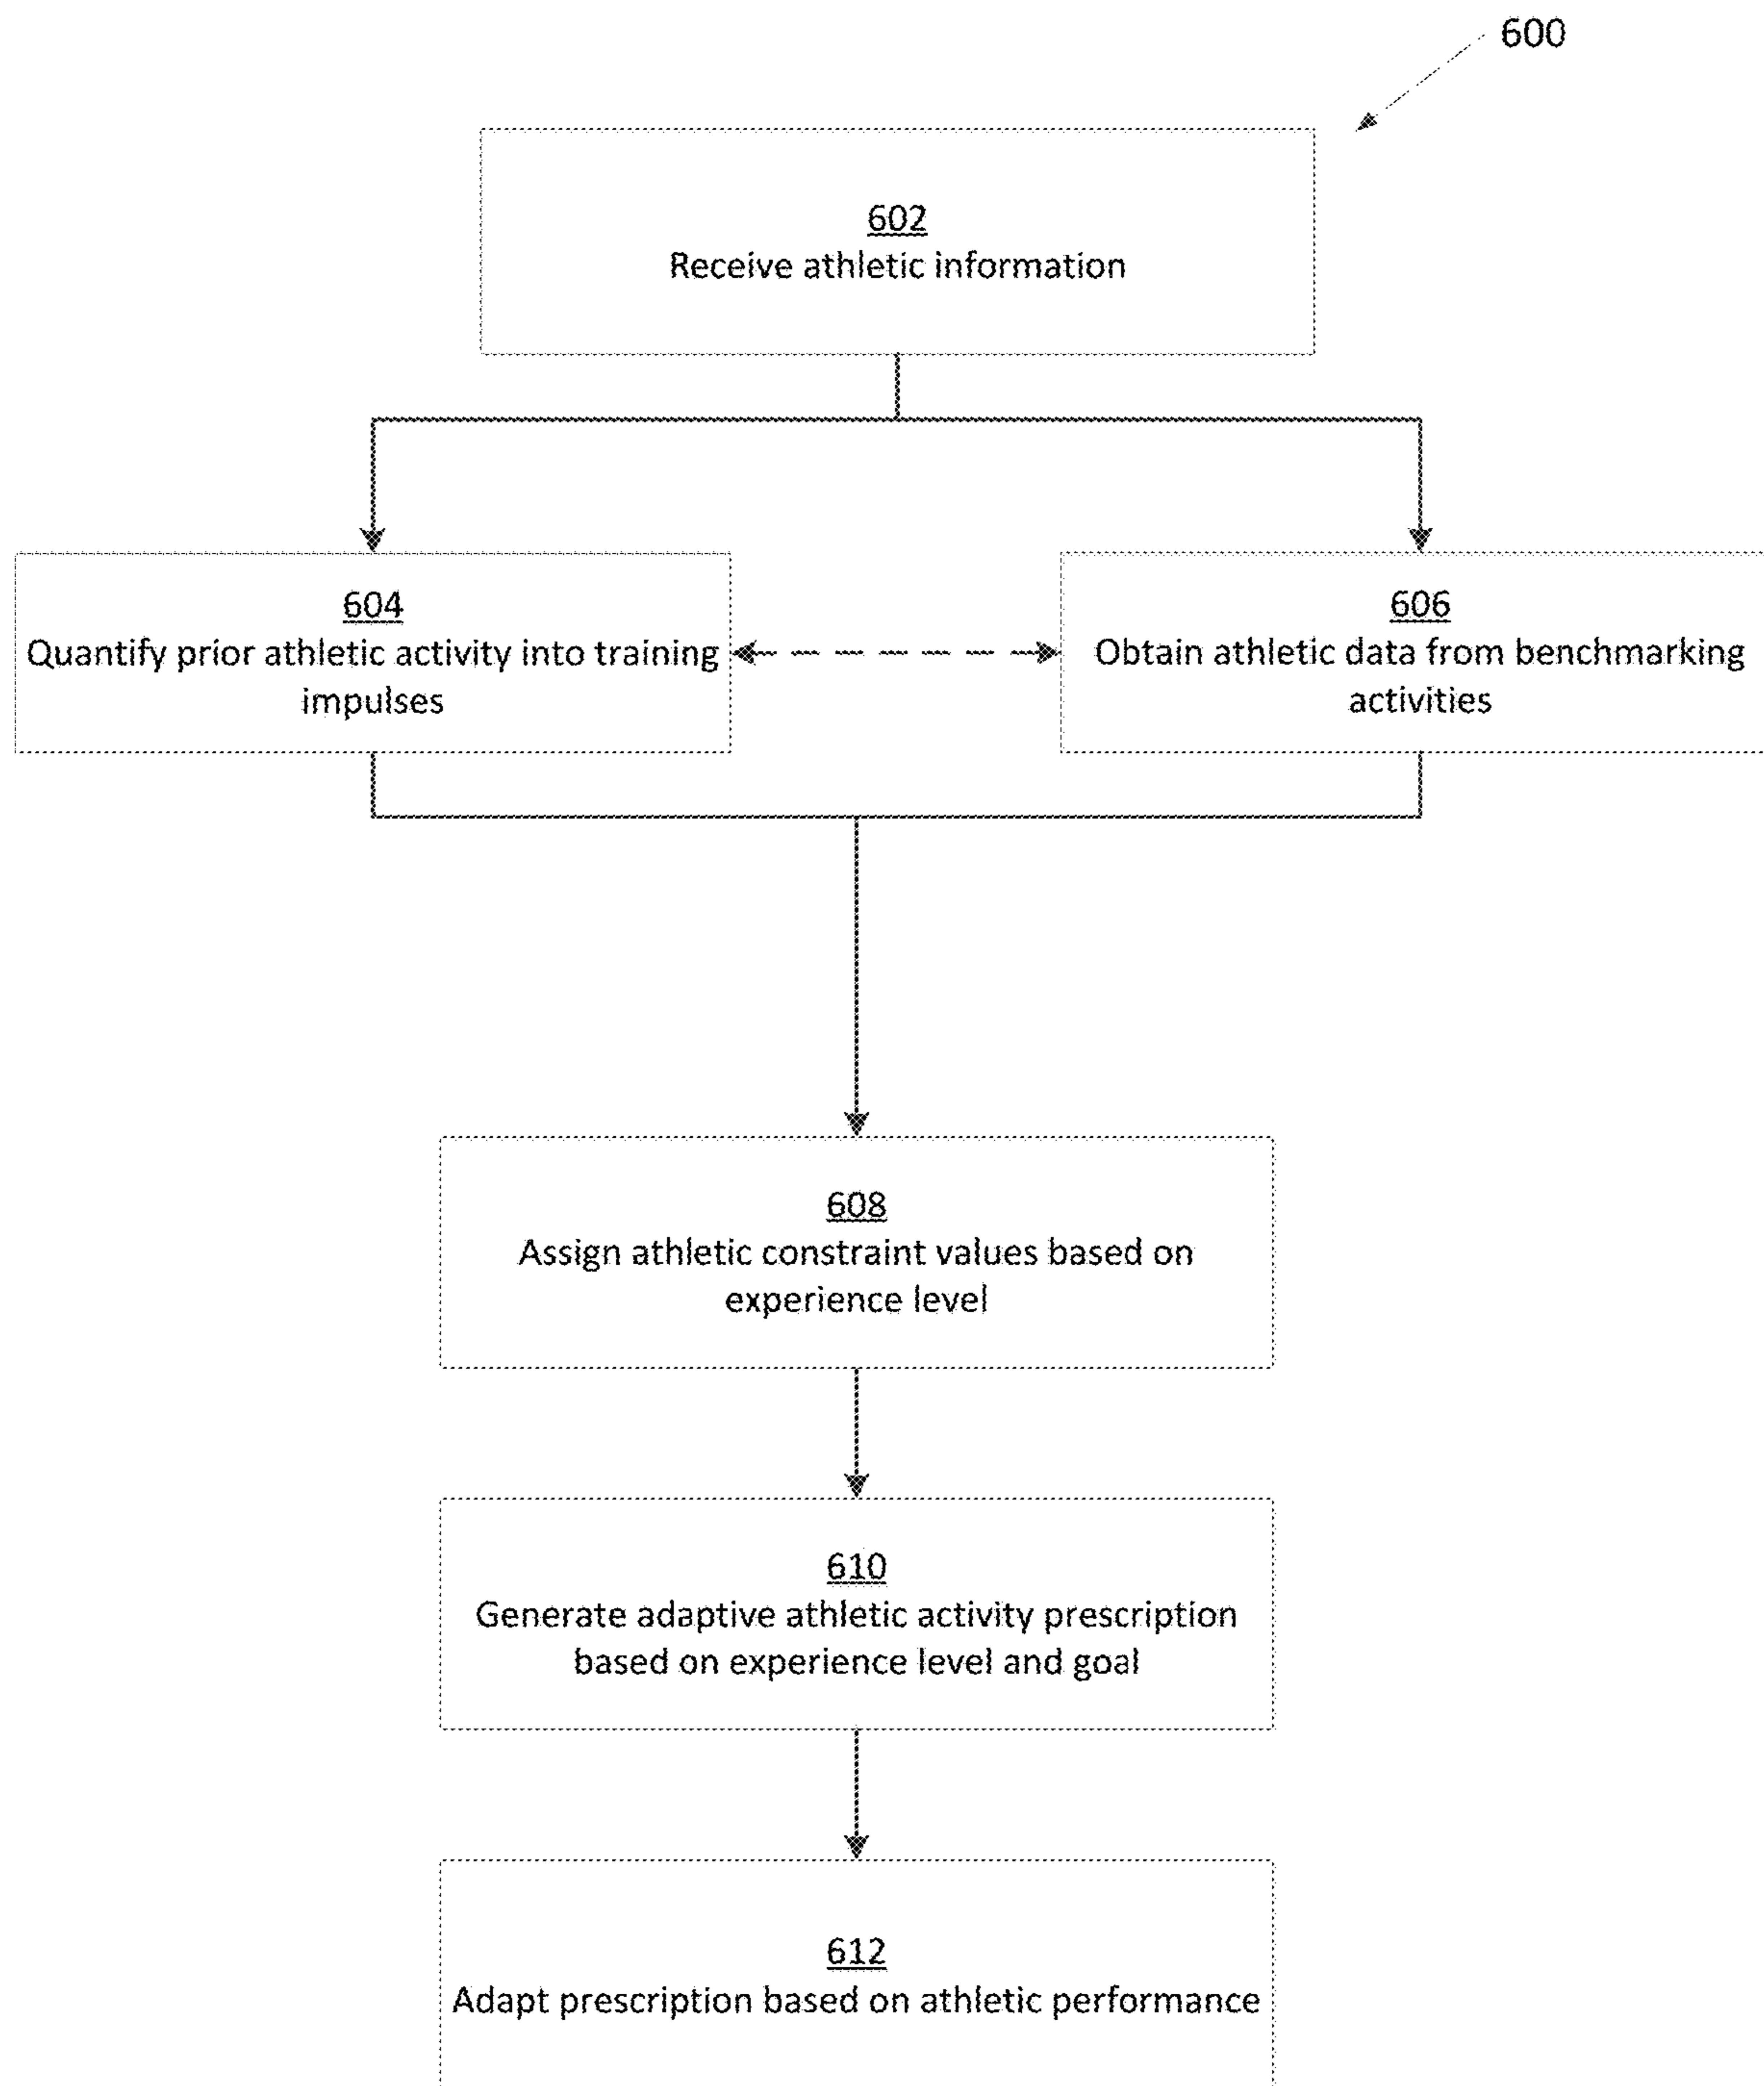 600
602
Receive athletic information
604
Quantify prior athletic activity into training
impulses
606
Obtain athletic data from benchmarking
activities
608
Assign athletic constraint values based on
experience level
610
Generate adaptive athletic activity prescription
based on experience level and goal
612
Adapt prescription based on athletic performance